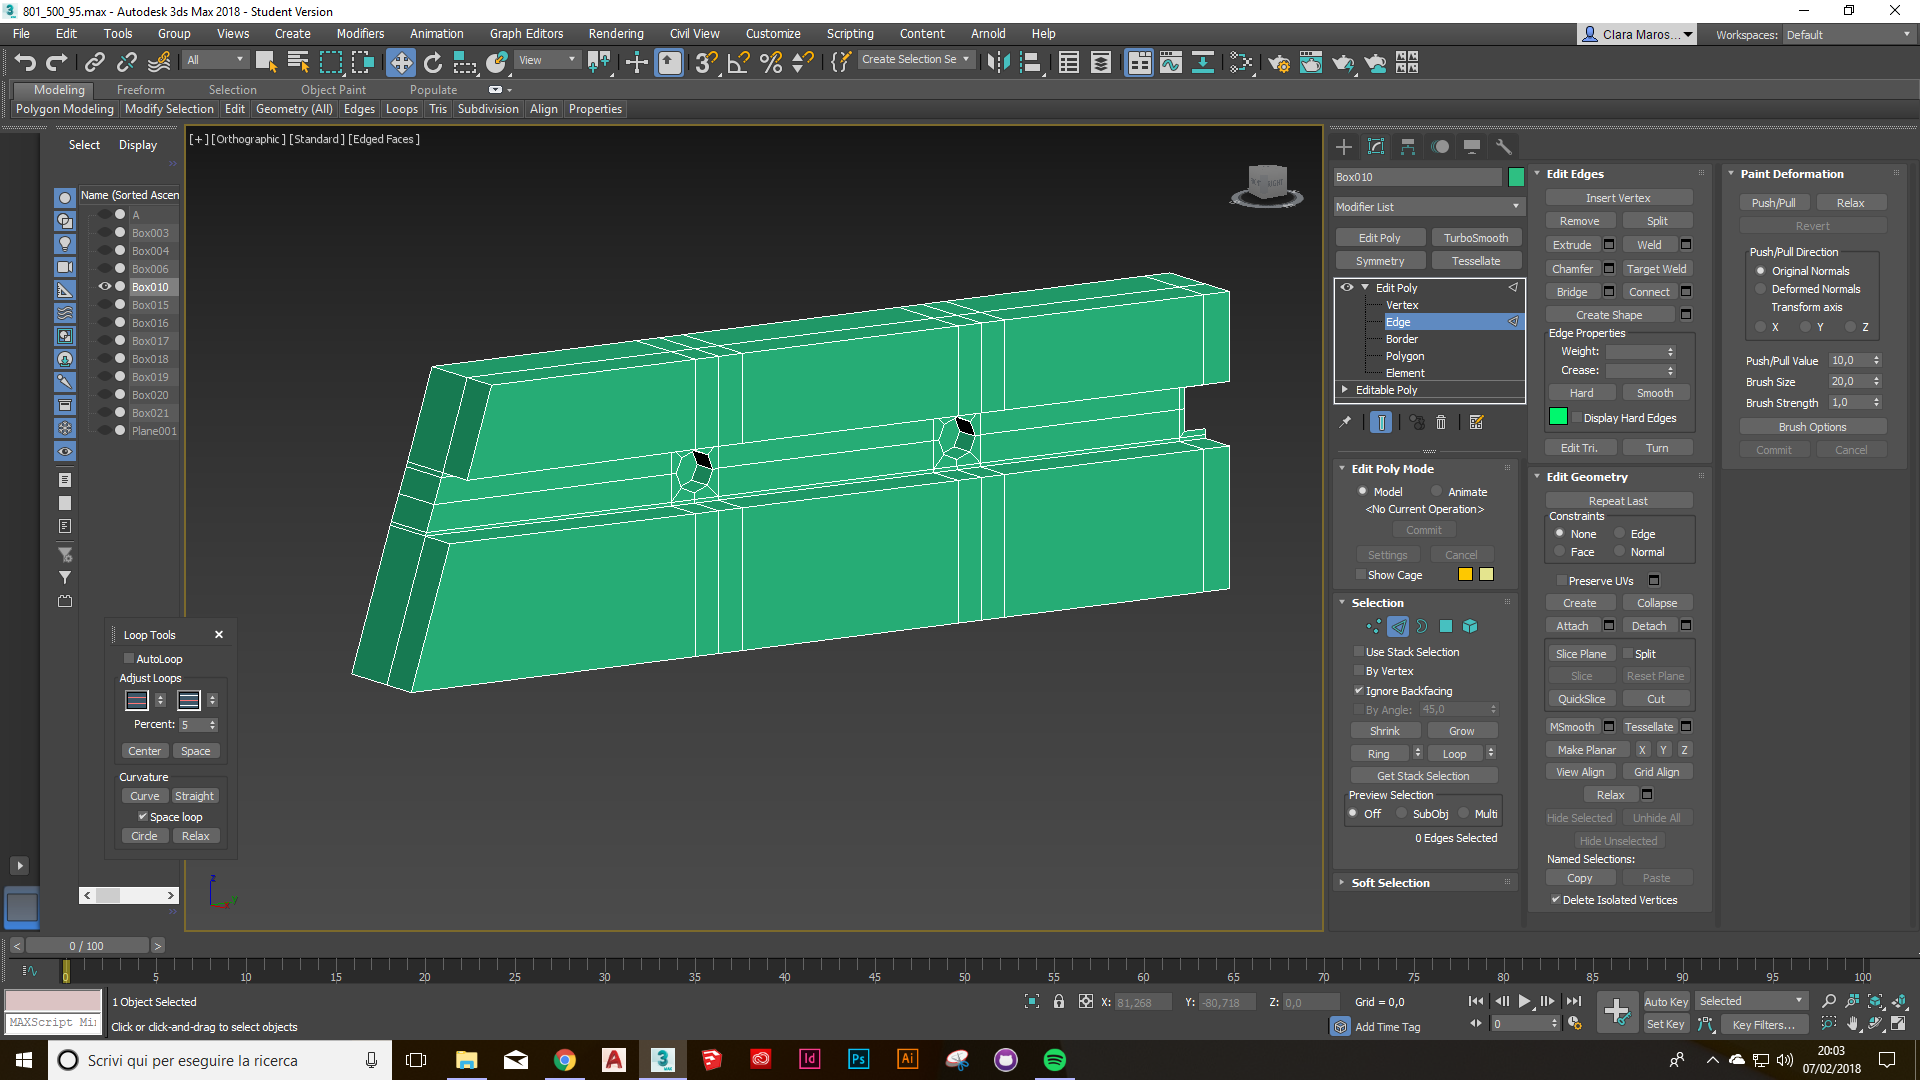 801_500_95.max - Autodesk 3ds Max 2018 - Student Version
File Edit Tools Group Views Create Modifiers Animation Graph Editors Rendering Civil View Customize Scripting Content Arnold Help
Clara Maros... Workspaces: Default
All View Create Selection Se
Modeling Freeform Selection Object Paint Populate
Polygon Modeling Modify Selection Edit Geometry (All) Edges Loops Tris Subdivision Align Properties
Select Display
[+] [Orthographic] [Standard] [Edged Faces]
Name (Sorted Ascen
A
Box003
Box004
Box006
Box010
Box015
Box016
Box017
Box018
Box019
Box020
Box021
Plane001
Loop Tools
AutoLoop
Adjust Loops
Percent: 5
Center Space
Curvature
Curve Straight
Space loop
Circle Relax
Box010
Modifier List
Edit Poly TurboSmooth
Symmetry Tessellate
Edit Poly
Vertex
Edge
Border
Polygon
Element
Editable Poly
Edit Poly Mode
Model Animate
<No Current Operation>
Commit
Settings Cancel
Show Cage
Selection
Use Stack Selection
By Vertex
Ignore Backfacing
By Angle: 45,0
Shrink Grow
Ring Loop
Get Stack Selection
Preview Selection
Off SubObj Multi
0 Edges Selected
Soft Selection
Edit Edges
Insert Vertex
Remove Split
Extrude Weld
Chamfer Target Weld
Bridge Connect
Create Shape
Edge Properties
Weight:
Crease:
Hard Smooth
Display Hard Edges
Edit Tri. Turn
Edit Geometry
Repeat Last
Constraints
None Edge
Face Normal
Preserve UVs
Create Collapse
Attach Detach
Slice Plane Split
Slice Reset Plane
QuickSlice Cut
MSmooth Tessellate
Make Planar X Y Z
View Align Grid Align
Relax
Hide Selected Unhide All
Hide Unselected
Named Selections:
Copy Paste
Delete Isolated Vertices
Paint Deformation
Push/Pull Relax
Revert
Push/Pull Direction
Original Normals
Deformed Normals
Transform axis
X Y Z
Push/Pull Value 10,0
Brush Size 20,0
Brush Strength 1,0
Brush Options
Commit Cancel
< 0 / 100 >
0 5 10 15 20 25 30 35 40 45 50 55 60 65 70 75 80 85 90 95 100
1 Object Selected
X: 81,268 Y: -80,718 Z: 0,0 Grid = 0,0
Auto Key Selected
MAXScript Mi
Click or click-and-drag to select objects
Add Time Tag
0
Set Key Key Filters...
Scrivi qui per eseguire la ricerca
20:03
07/02/2018